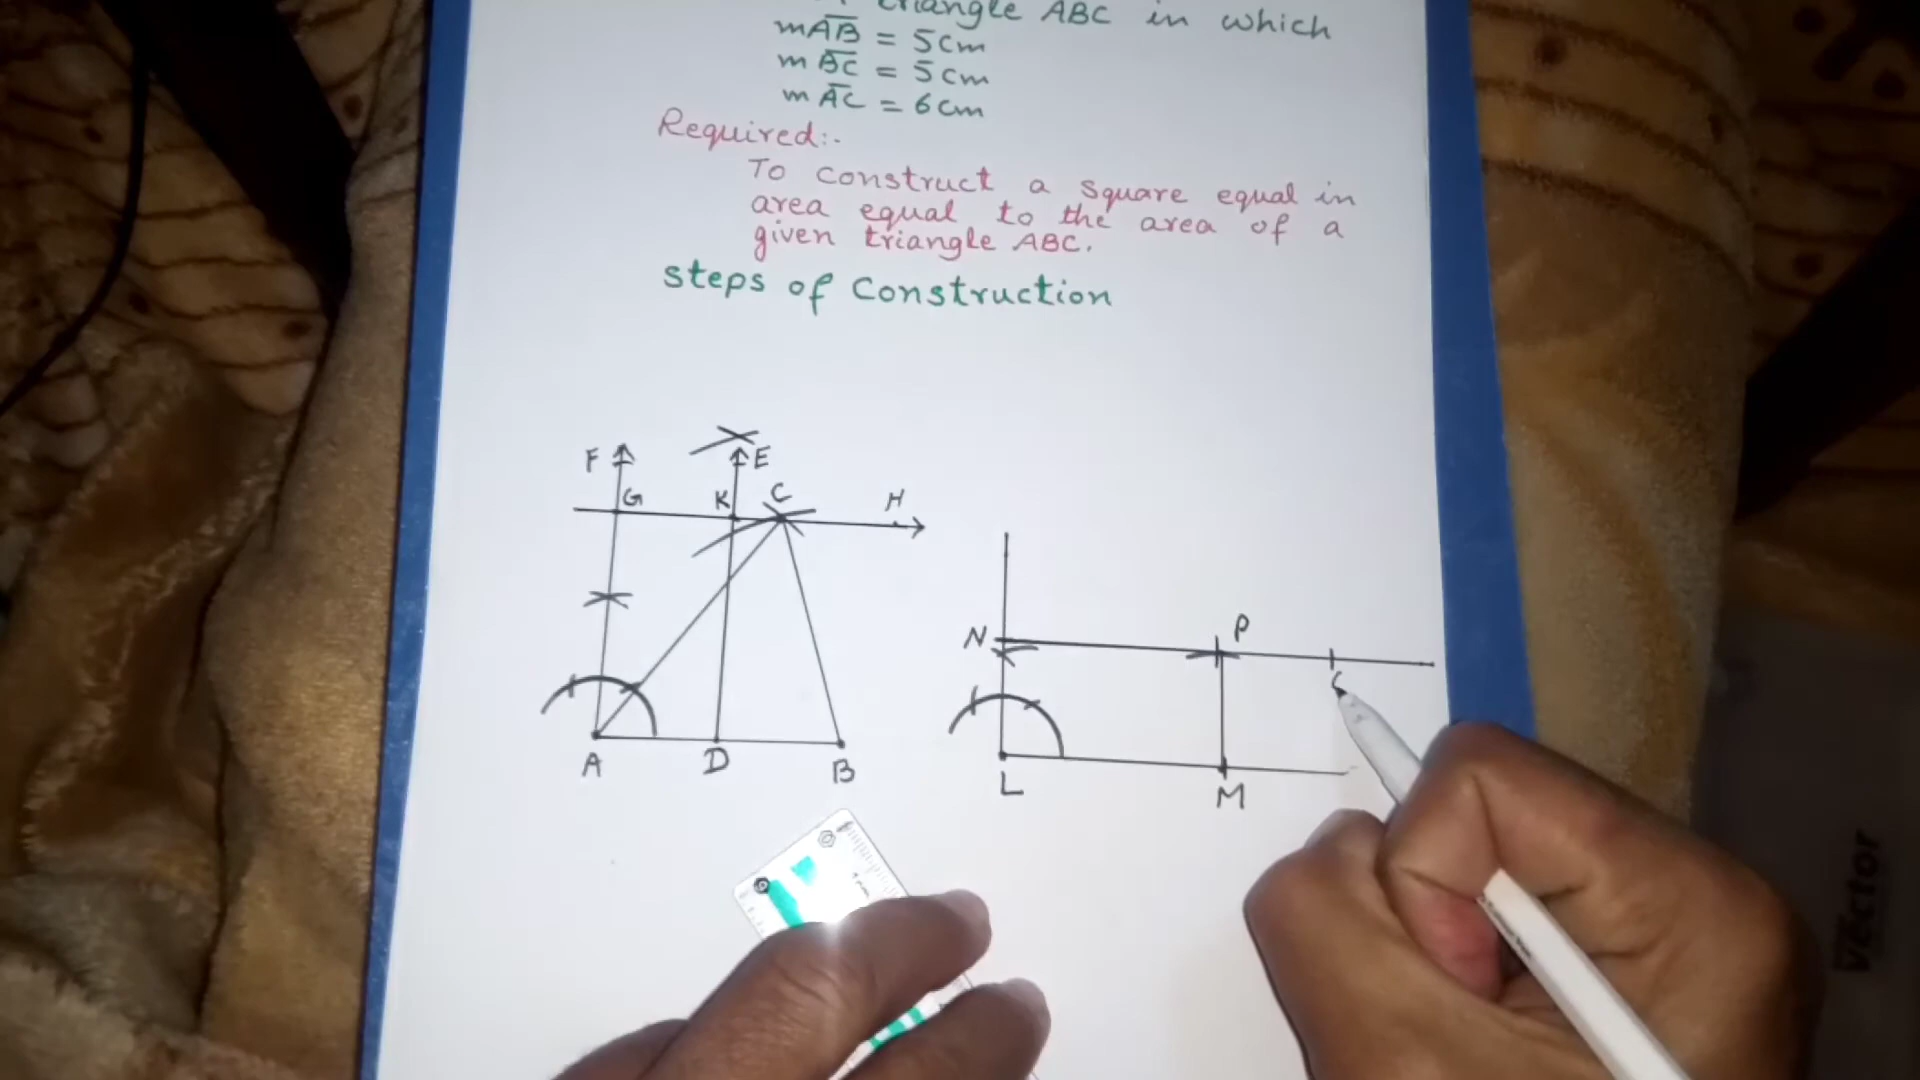 triangle ABC in which
mAB = 5cm
mBC = 5cm
mAC = 6cm
Required:-
To construct a square equal in
area equal to the area of a
given triangle ABC.
steps of Construction
F E
G K C H
N P
A D B
L M
Vector